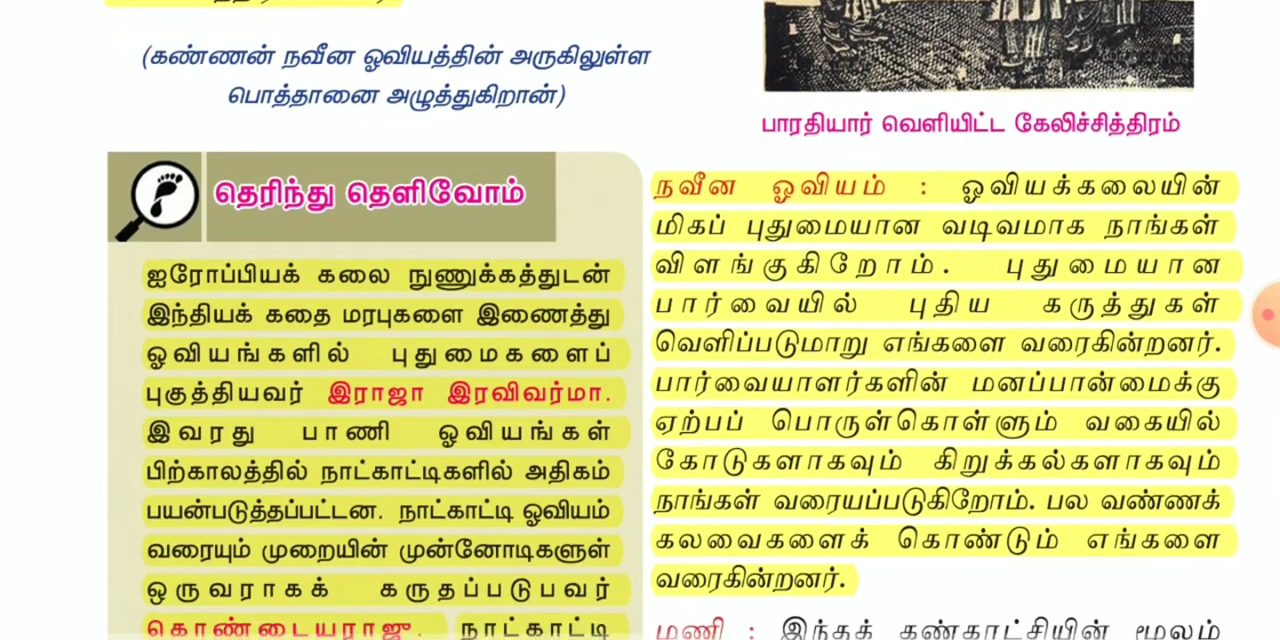 (கண்ணன் நவீன ஓவியத்தின் அருகிலுள்ள
பொத்தானை அழுத்துகிறான்)
தெரிந்து தெளிவோம்
ஐரோப்பியக் கலை நுணுக்கத்துடன்
இந்தியக் கதை மரபுகளை இணைத்து
ஓவியங்களில் புதுமைகளைப்
புகுத்தியவர் இராஜா இரவிவர்மா.
இவரது பாணி ஓவியங்கள்
பிற்காலத்தில் நாட்காட்டிகளில் அதிகம்
பயன்படுத்தப்பட்டன. நாட்காட்டி ஓவியம்
வரையும் முறையின் முன்னோடிகளுள்
ஒருவராகக் கருதப்படுபவர்
கொண்டையராஜு. நாட்காட்டி
பாரதியார் வெளியிட்ட கேலிச்சித்திரம்
நவீன ஓவியம் : ஓவியக்கலையின்
மிகப் புதுமையான வடிவமாக நாங்கள்
விளங்குகிறோம். புதுமையான
பார்வையில் புதிய கருத்துகள்
வெளிப்படுமாறு எங்களை வரைகின்றனர்.
பார்வையாளர்களின் மனப்பான்மைக்கு
ஏற்பப் பொருள்கொள்ளும் வகையில்
கோடுகளாகவும் கிறுக்கல்களாகவும்
நாங்கள் வரையப்படுகிறோம். பல வண்ணக்
கலவைகளைக் கொண்டும் எங்களை
வரைகின்றனர்.
மணி : இந்தக் கண்காட்சியின் மூலம்